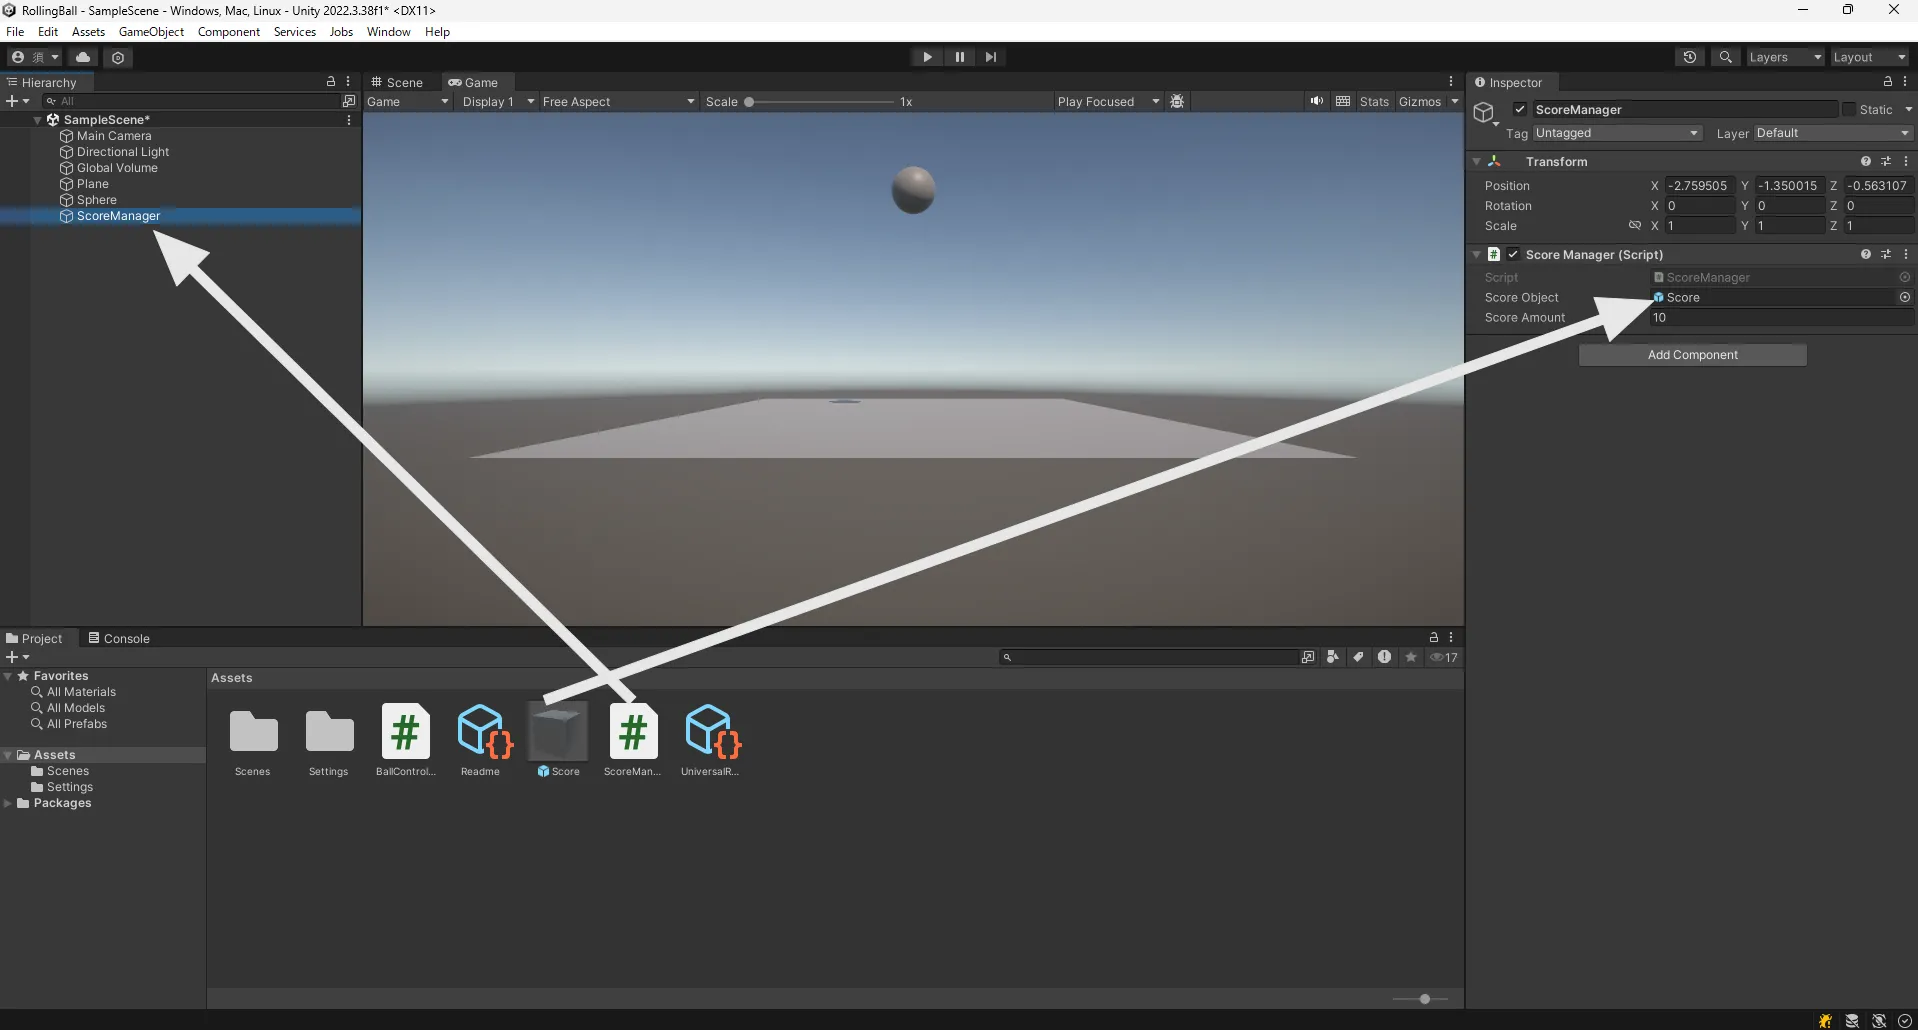 RollingBall - SampleScene - Windows, Mac, Linux - Unity 2022.3.38f1* <DX11>
File Edit Assets GameObject Component Services Jobs Window Help
須 Layers Layout
Hierarchy
All
SampleScene*
Main Camera
Directional Light
Global Volume
Plane
Sphere
ScoreManager
Scene Game
Game Display 1 Free Aspect Scale 1x Play Focused Stats Gizmos
Inspector
ScoreManager Static
Tag Untagged Layer Default
Transform
Position X -2.759505 Y -1.350015 Z -0.563107
Rotation X 0 Y 0 Z 0
Scale X 1 Y 1 Z 1
# Score Manager (Script)
Script ScoreManager
Score Object Score
Score Amount 10
Add Component
Project Console
17
Favorites
All Materials
All Models
All Prefabs
Assets
Scenes
Settings
Packages
Assets
# {} # {}
Scenes Settings BallControl... Readme Score ScoreMan... UniversalR...